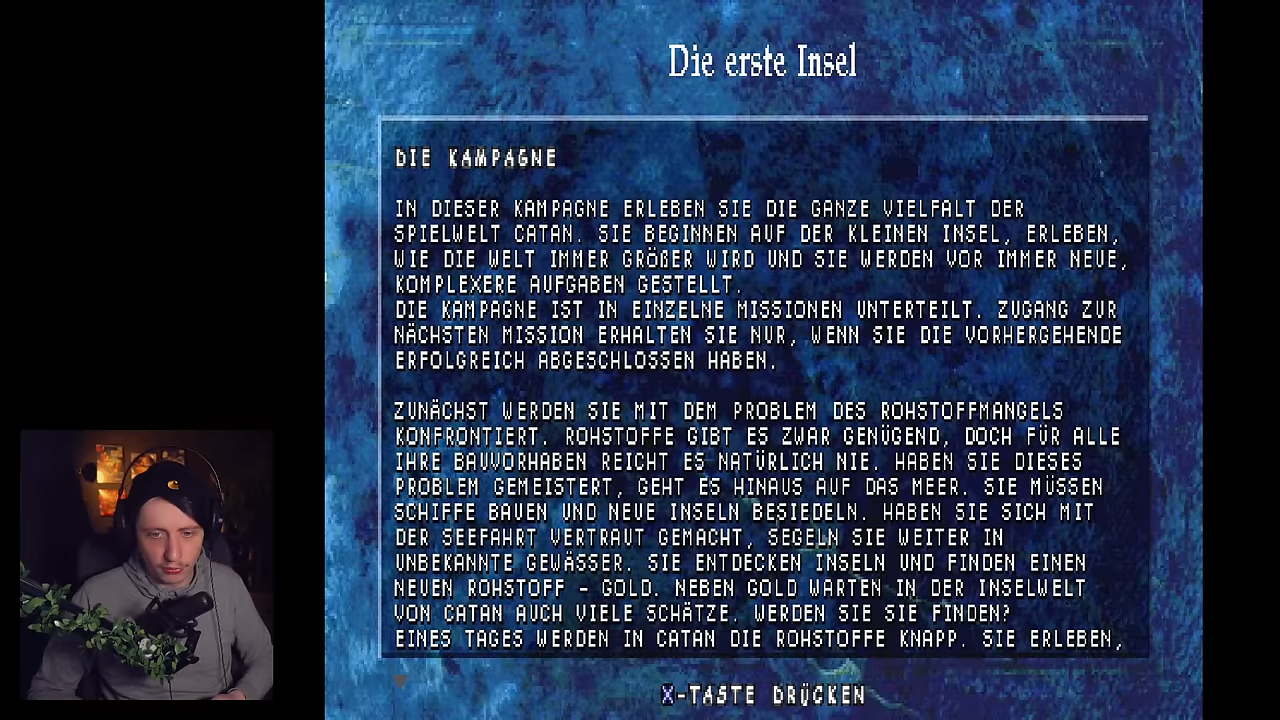 Die erste Insel
DIE KAMPAGNE
IN DIESER KAMPAGNE ERLEBEN SIE DIE GANZE VIELFALT DER
SPIELWELT CATAN. SIE BEGINNEN AUF DER KLEINEN INSEL, ERLEBEN,
WIE DIE WELT IMMER GRÖßER WIRD UND SIE WERDEN VOR IMMER NEUE,
KOMPLEXERE AUFGABEN GESTELLT.
DIE KAMPAGNE IST IN EINZELNE MISSIONEN UNTERTEILT. ZUGANG ZUR
NÄCHSTEN MISSION ERHALTEN SIE NUR, WENN SIE DIE VORHERGEHENDE
ERFOLGREICH ABGESCHLOSSEN HABEN.
ZUNÄCHST WERDEN SIE MIT DEM PROBLEM DES ROHSTOFFMANGELS
KONFRONTIERT. ROHSTOFFE GIBT ES ZWAR GENÜGEND, DOCH FÜR ALLE
IHRE BAUVORHABEN REICHT ES NATÜRLICH NIE. HABEN SIE DIESES
PROBLEM GEMEISTERT, GEHT ES HINAUS AUF DAS MEER. SIE MÜSSEN
SCHIFFE BAUEN UND NEUE INSELN BESIEDELN. HABEN SIE SICH MIT
DER SEEFAHRT VERTRAUT GEMACHT, SEGELN SIE WEITER IN
UNBEKANNTE GEWÄSSER. SIE ENTDECKEN INSELN UND FINDEN EINEN
NEUEN ROHSTOFF - GOLD. NEBEN GOLD WARTEN IN DER INSELWELT
VON CATAN AUCH VIELE SCHÄTZE. WERDEN SIE SIE FINDEN?
EINES TAGES WERDEN IN CATAN DIE ROHSTOFFE KNAPP. SIE ERLEBEN,
X-TASTE DRÜCKEN